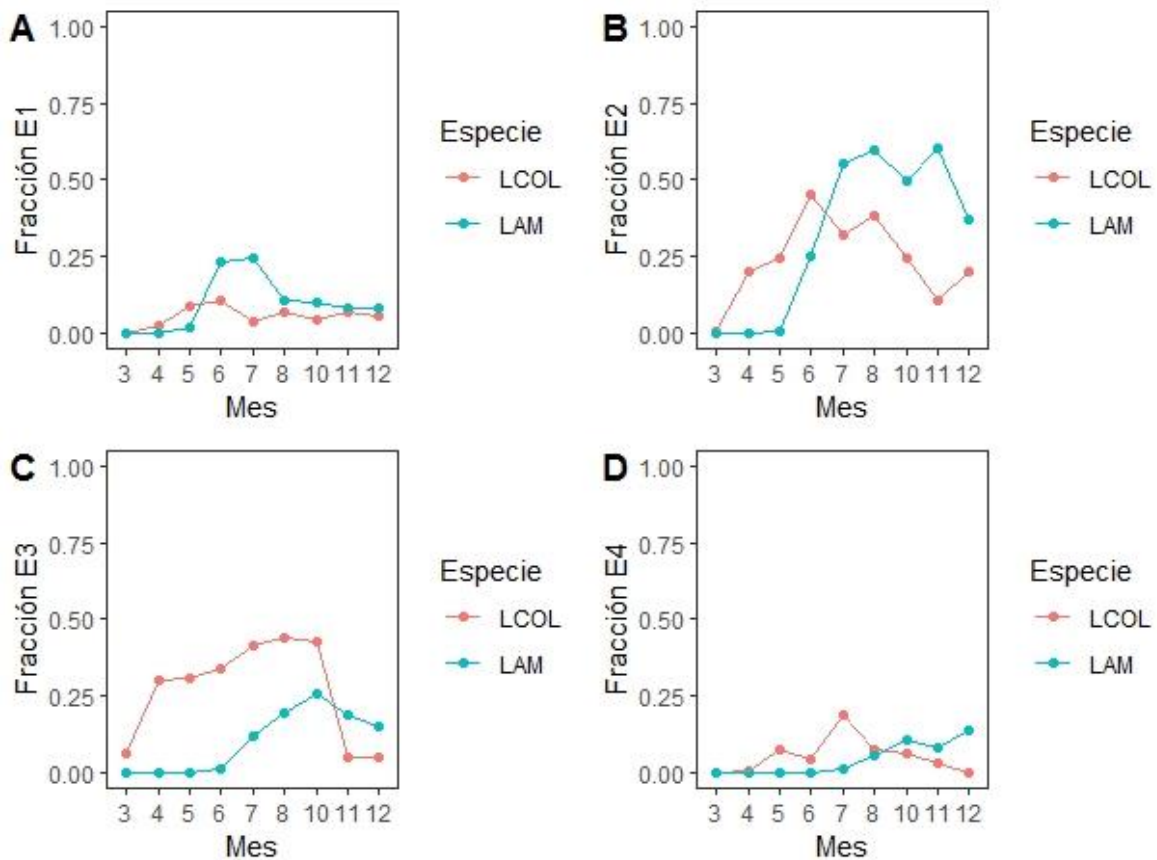 A
Fracción E1
1.00
0.75
0.50
0.25
0.00
3 4 5 6 7 8 10 11 12
Mes
Especie
LCOL
LAM
B
Fracción E2
1.00
0.75
0.50
0.25
0.00
3 4 5 6 7 8 10 11 12
Mes
Especie
LCOL
LAM
C
Fracción E3
1.00
0.75
0.50
0.25
0.00
3 4 5 6 7 8 10 11 12
Mes
Especie
LCOL
LAM
D
Fracción E4
1.00
0.75
0.50
0.25
0.00
3 4 5 6 7 8 10 11 12
Mes
Especie
LCOL
LAM